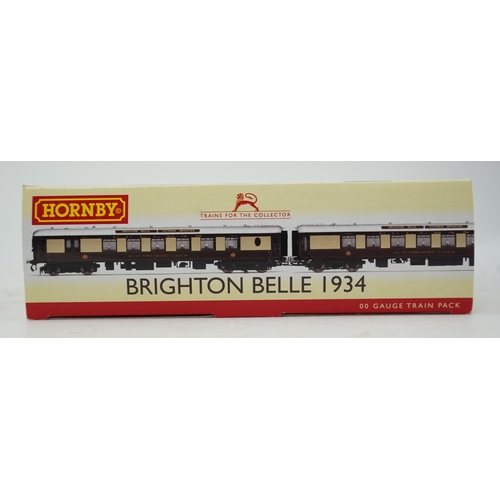 HORNBY®
TRAINS FOR THE COLLECTOR
BRIGHTON BELLE 1934
00 GAUGE TRAIN PACK